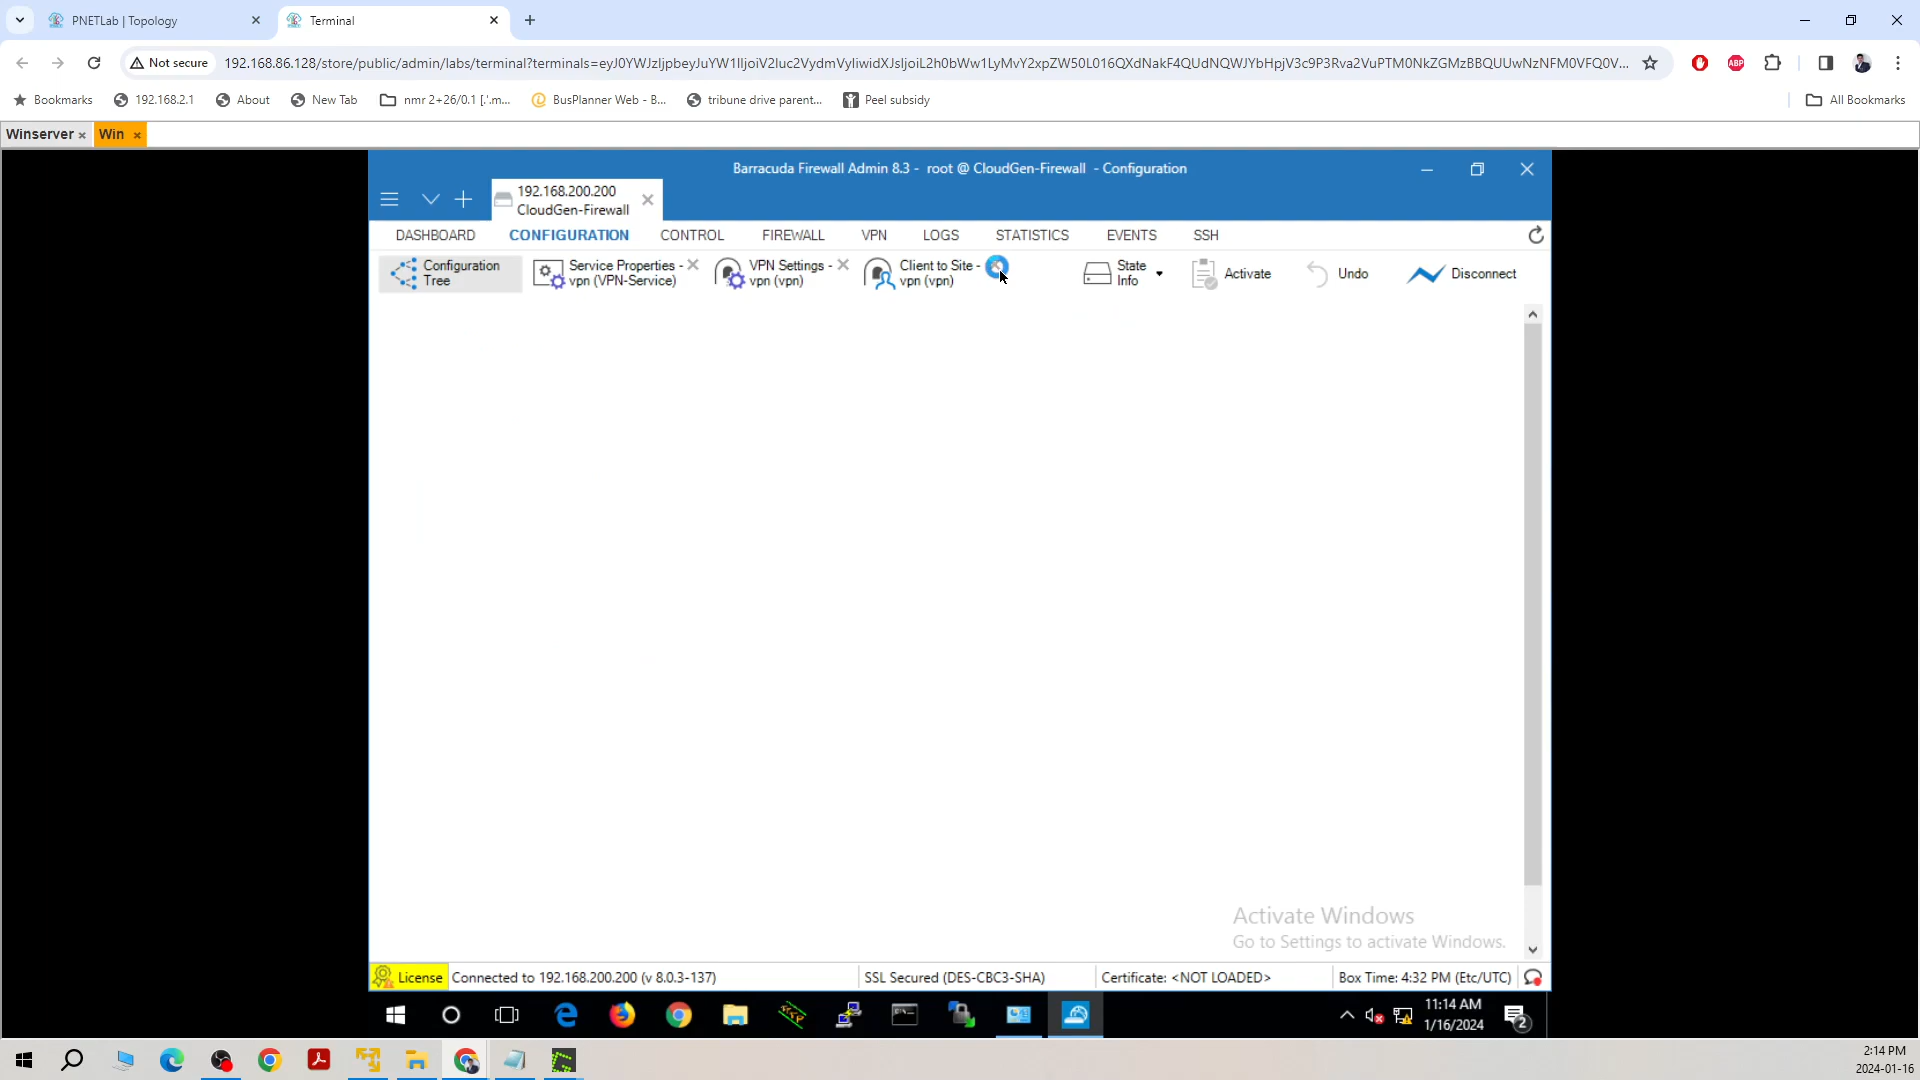 PNETLab | Topology
Terminal
Not secure
192.168.86.128/store/public/admin/labs/terminal?terminals=
Bookmarks
192.168.2.1
About
New Tab
nmr 2+26/0.1 [.'.m...
BusPlanner Web - B...
tribune drive parent...
Peel subsidy
All Bookmarks
Winserver
Win
Barracuda Firewall Admin 8.3 - root @ CloudGen-Firewall - Configuration
192.168.200.200
CloudGen-Firewall
DASHBOARD
CONFIGURATION
CONTROL
FIREWALL
VPN
LOGS
STATISTICS
EVENTS
SSH
Configuration
Tree
Service Properties -
vpn (VPN-Service)
VPN Settings -
vpn (vpn)
Client to Site -
vpn (vpn)
State
Info
Activate
Undo
Disconnect
Activate Windows
Go to Settings to activate Windows.
License
Connected to 192.168.200.200 (v 8.0.3-137)
SSL Secured (DES-CBC3-SHA)
Certificate: <NOT LOADED>
Box Time: 4:32 PM (Etc/UTC)
11:14 AM
1/16/2024
2
2:14 PM
2024-01-16